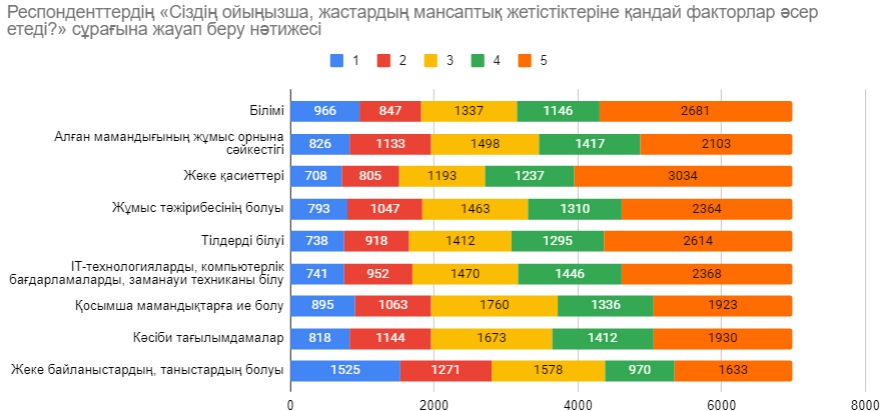 Респонденттердің «Сіздің ойыңызша, жастардың мансаптық жетістіктеріне қандай факторлар әсер
етеді?» сұрағына жауап беру нәтижесі
1 2 3 4 5
Білімі 966 847 1337 1146 2681
Алған мамандығының жұмыс орнына
сәйкестігі 826 1133 1498 1417 2103
Жеке қасиеттері 708 805 1193 1237 3034
Жұмыс тәжірибесінің болуы 793 1047 1463 1310 2364
Тілдерді білуі 738 918 1412 1295 2614
IT-технологияларды, компьютерлік
бағдарламаларды, заманауи техниканы білу 741 952 1470 1446 2368
Қосымша мамандықтарға ие болу 895 1063 1760 1336 1923
Кәсіби тағылымдамалар 818 1144 1673 1412 1930
Жеке байланыстардың, таныстардың болуы 1525 1271 1578 970 1633
0 2000 4000 6000 8000